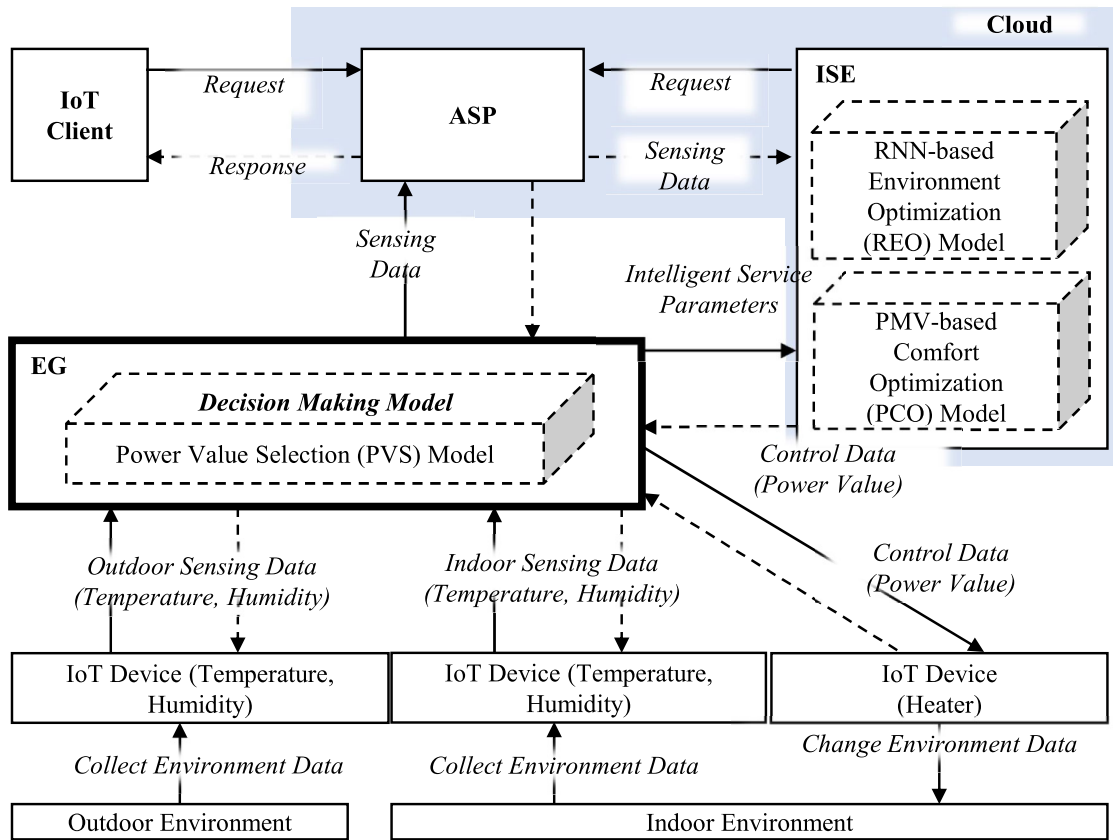 Cloud
IoT
Client
Request
Response
ASP
Request
Sensing
Data
ISE
RNN-based
Environment
Optimization
(REO) Model
Sensing
Data
Intelligent Service
Parameters
PMV-based
Comfort
Optimization
(PCO) Model
EG
Decision Making Model
Power Value Selection (PVS) Model
Control Data
(Power Value)
Outdoor Sensing Data
(Temperature, Humidity)
Indoor Sensing Data
(Temperature, Humidity)
Control Data
(Power Value)
IoT Device (Temperature,
Humidity)
IoT Device (Temperature,
Humidity)
IoT Device
(Heater)
Collect Environment Data
Collect Environment Data
Change Environment Data
Outdoor Environment
Indoor Environment